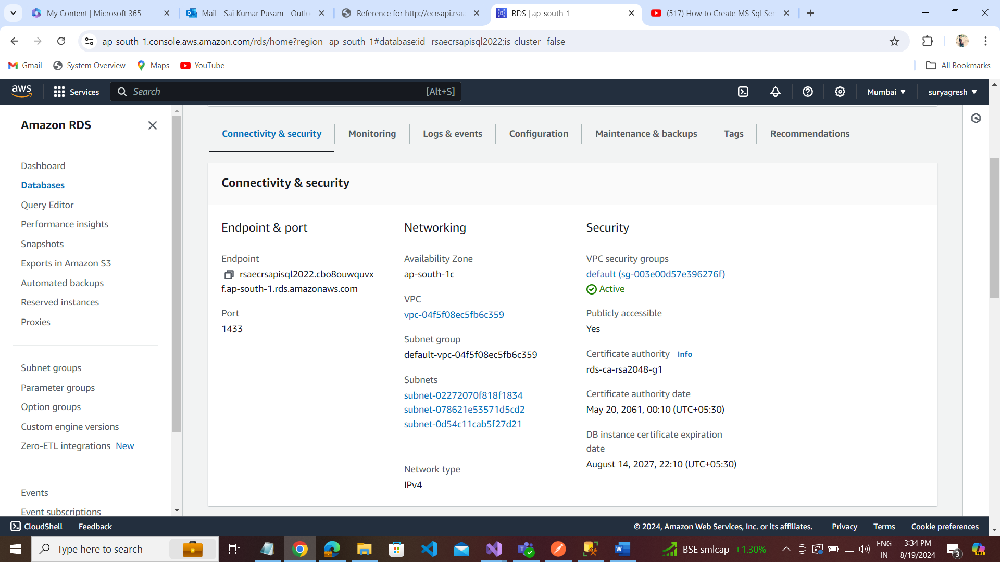 My Content | Microsoft 365
Mail - Sai Kumar Pusam - Outlo
Reference for http://ecrsapi.rsaa
RDS | ap-south-1
(517) How to Create MS Sql Ser
ap-south-1.console.aws.amazon.com/rds/home?region=ap-south-1#database:id=rsaecrsapisql2022;is-cluster=false
Gmail
System Overview
Maps
YouTube
All Bookmarks
aws
Services
Search
[Alt+S]
Mumbai
suryagresh
Amazon RDS
Dashboard
Databases
Query Editor
Performance insights
Snapshots
Exports in Amazon S3
Automated backups
Reserved instances
Proxies
Subnet groups
Parameter groups
Option groups
Custom engine versions
Zero-ETL integrations New
Events
Event subscriptions
Connectivity & security
Monitoring
Logs & events
Configuration
Maintenance & backups
Tags
Recommendations
Connectivity & security
Endpoint & port
Endpoint
rsaecrsapisql2022.cbo8ouwquvx
f.ap-south-1.rds.amazonaws.com
Port
1433
Networking
Availability Zone
ap-south-1c
VPC
vpc-04f5f08ec5fb6c359
Subnet group
default-vpc-04f5f08ec5fb6c359
Subnets
subnet-02272070f818f1834
subnet-078621e53571d5cd2
subnet-0d54c11cab5f27d21
Network type
IPv4
Security
VPC security groups
default (sg-003e00d57e396276f)
Active
Publicly accessible
Yes
Certificate authority Info
rds-ca-rsa2048-g1
Certificate authority date
May 20, 2061, 00:10 (UTC+05:30)
DB instance certificate expiration
date
August 14, 2027, 22:10 (UTC+05:30)
CloudShell
Feedback
© 2024, Amazon Web Services, Inc. or its affiliates.
Privacy
Terms
Cookie preferences
Type here to search
BSE smlcap +1.30%
ENG
IN
3:34 PM
8/19/2024
3
PRE